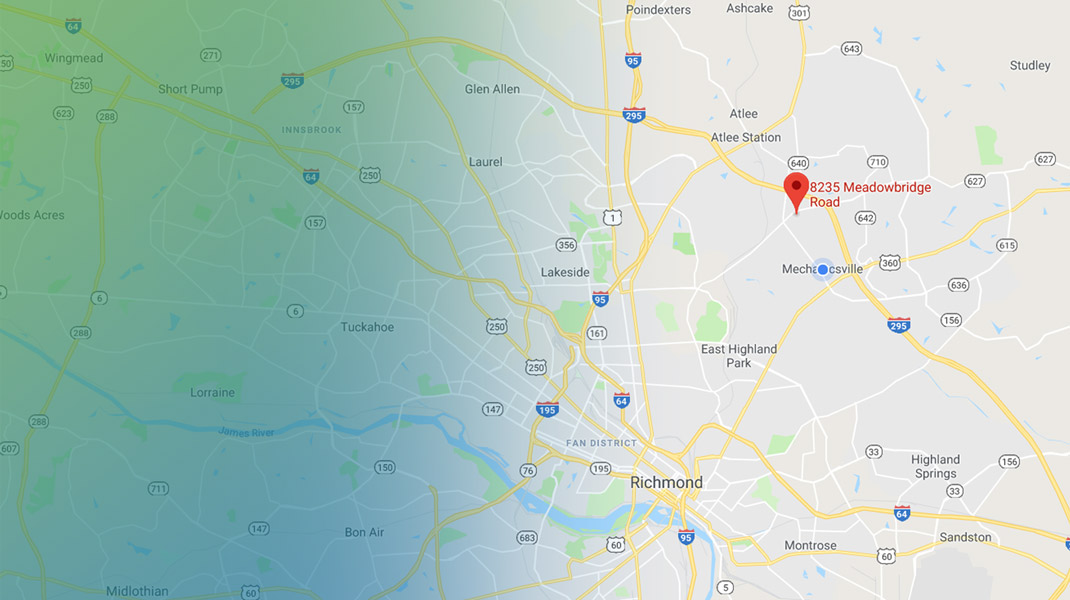 Poindexters
Ashcake
301
64
Wingmead
50
271
95
643
Studley
250
Short Pump
295
Glen Allen
157
623
288
295
Atlee
INNSBROOK
Atlee Station
Laurel
640
710
627
64
250
627
8235 Meadowbridge
Road
Woods Acres
157
1
642
356
615
Lakeside
Mecha csville
360
636
6
95
6
Tuckahoe
250
161
156
295
288
East Highland
Park
250
Lorraine
64
147
195
288
James River
FAN DISTRICT
607
33
Highland
Springs
156
150
76
195
Richmond
711
33
64
147
Bon Air
683
60
95
Montrose
60
Sandston
Midlothian
60
5